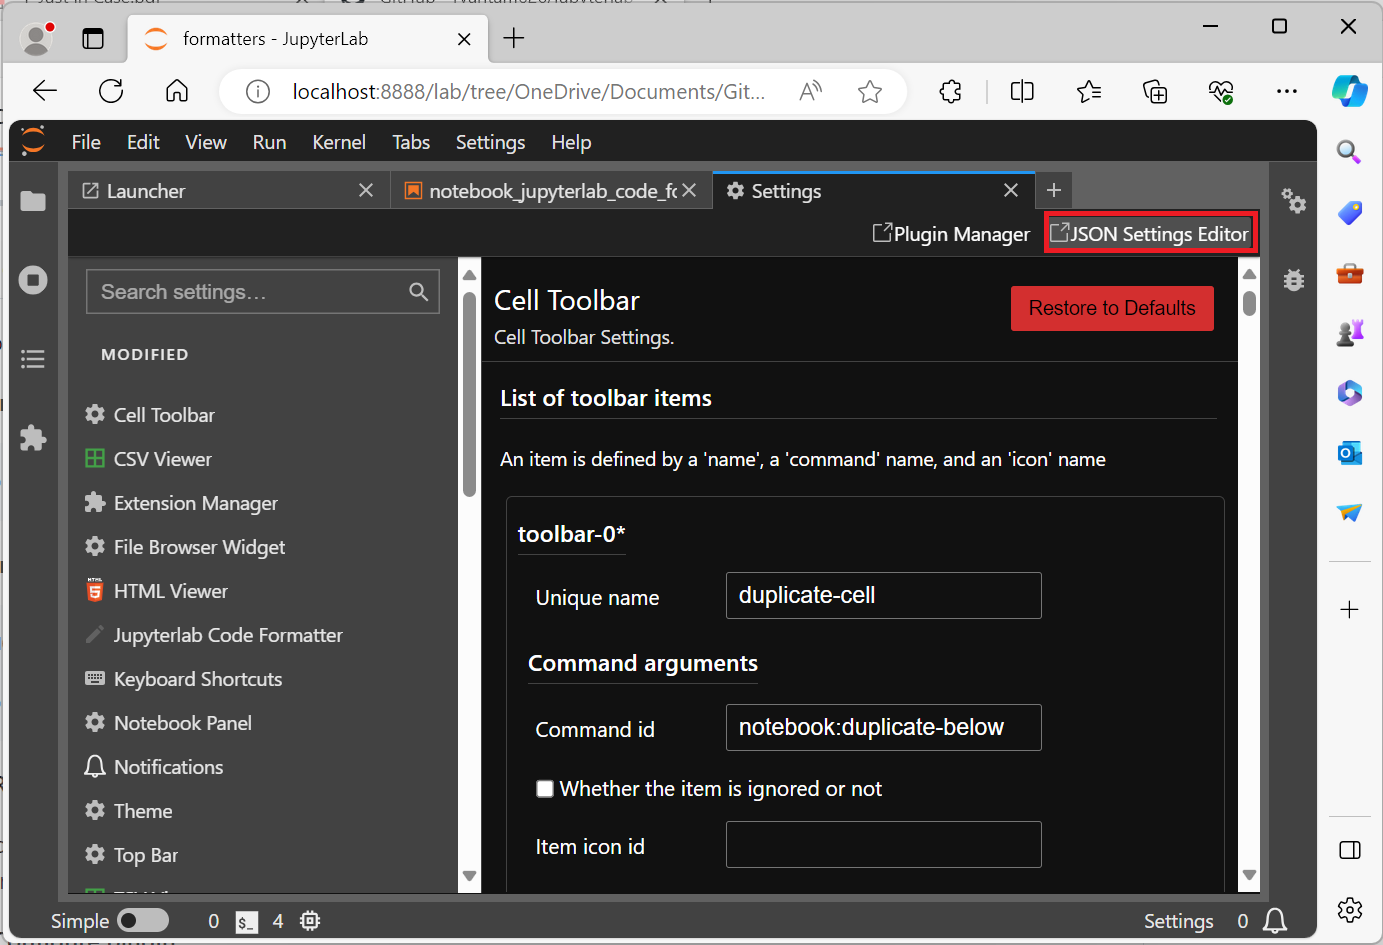 formatters - JupyterLab
localhost:8888/lab/tree/OneDrive/Documents/Git...
File Edit View Run Kernel Tabs Settings Help
Launcher
notebook_jupyterlab_code_fo
Settings
Plugin Manager
JSON Settings Editor
Search settings...
MODIFIED
Cell Toolbar
CSV Viewer
Extension Manager
File Browser Widget
HTML Viewer
Jupyterlab Code Formatter
Keyboard Shortcuts
Notebook Panel
Notifications
Theme
Top Bar
Cell Toolbar
Restore to Defaults
Cell Toolbar Settings.
List of toolbar items
An item is defined by a 'name', a 'command' name, and an 'icon' name
toolbar-0*
Unique name
duplicate-cell
Command arguments
Command id
notebook:duplicate-below
Whether the item is ignored or not
Item icon id
Simple 0 $_ 4
Settings 0